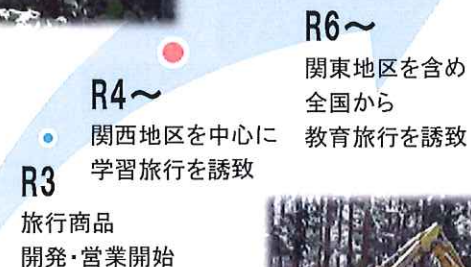 R6～
関東地区を含め
全国から
教育旅行を誘致
R4～
関西地区を中心に
学習旅行を誘致
R3
旅行商品
開発・営業開始